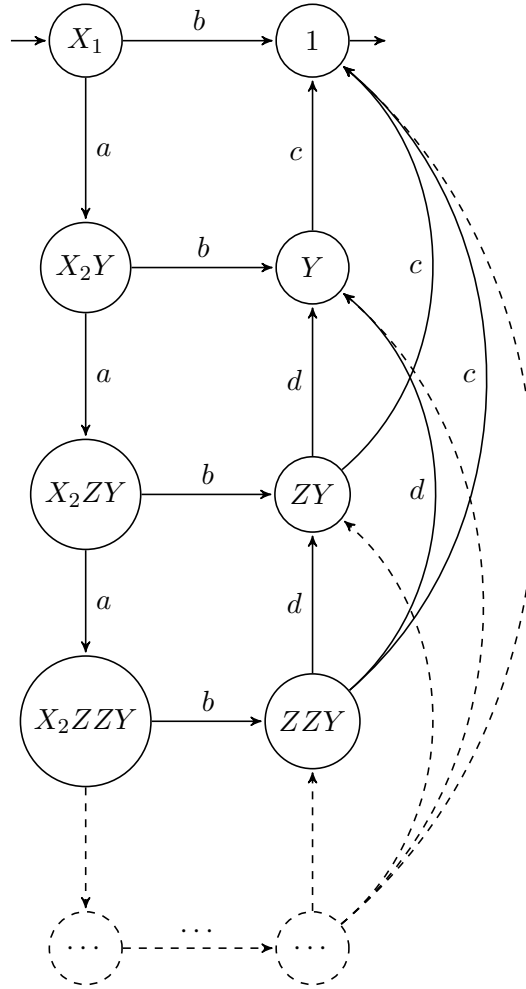 X₁ b 1
a c
X₂Y b Y c
a d c
X₂ZY b ZY d
a d
X₂ZZY b ZZY
...
... ...